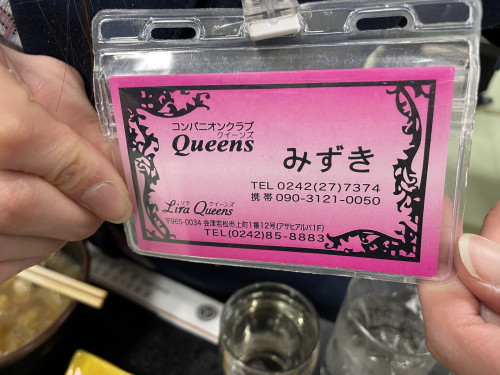 コンパニオンクラブ
クイーンズ
Queens
みずき
TEL 0242(27)7374
携帯 090-3121-0050
リラ クイーンズ
Lira Queens
〒965-0034 会津若松市上町1番12号(アサヒアルパ1F)
TEL(0242)85-8883